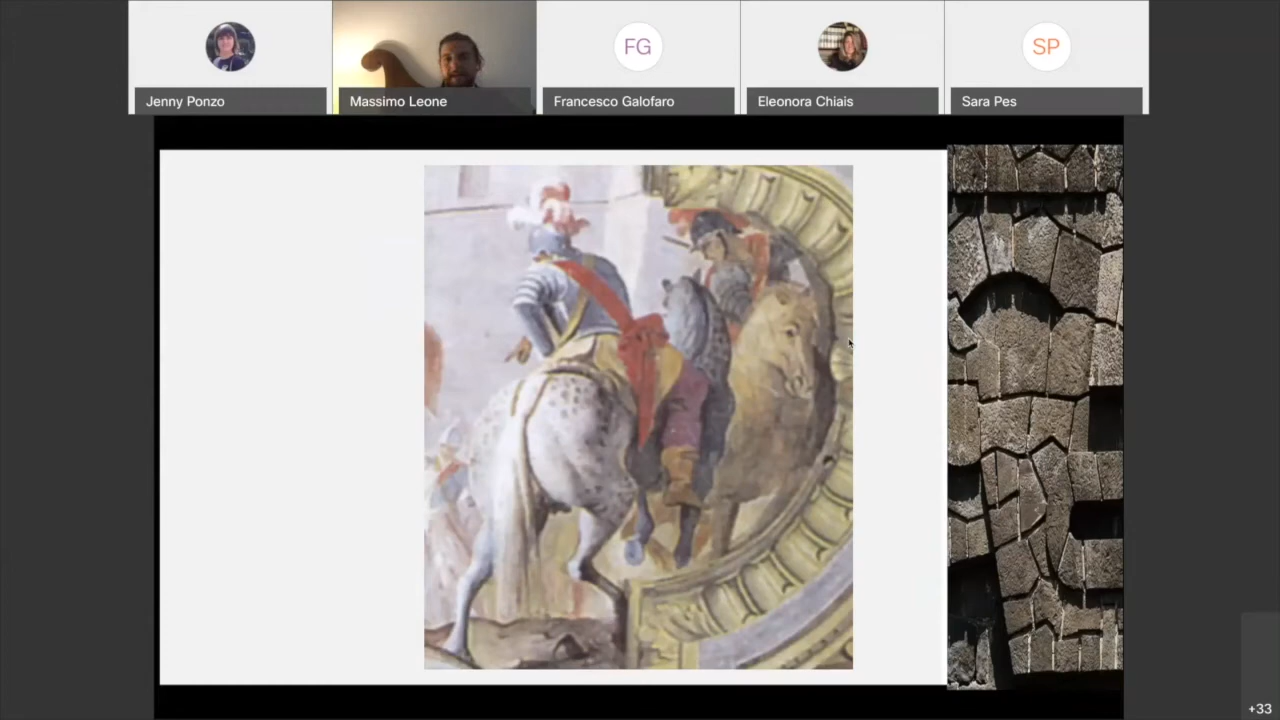 FG
SP
Jenny Ponzo
Massimo Leone
Francesco Galofaro
Eleonora Chiais
Sara Pes
+33